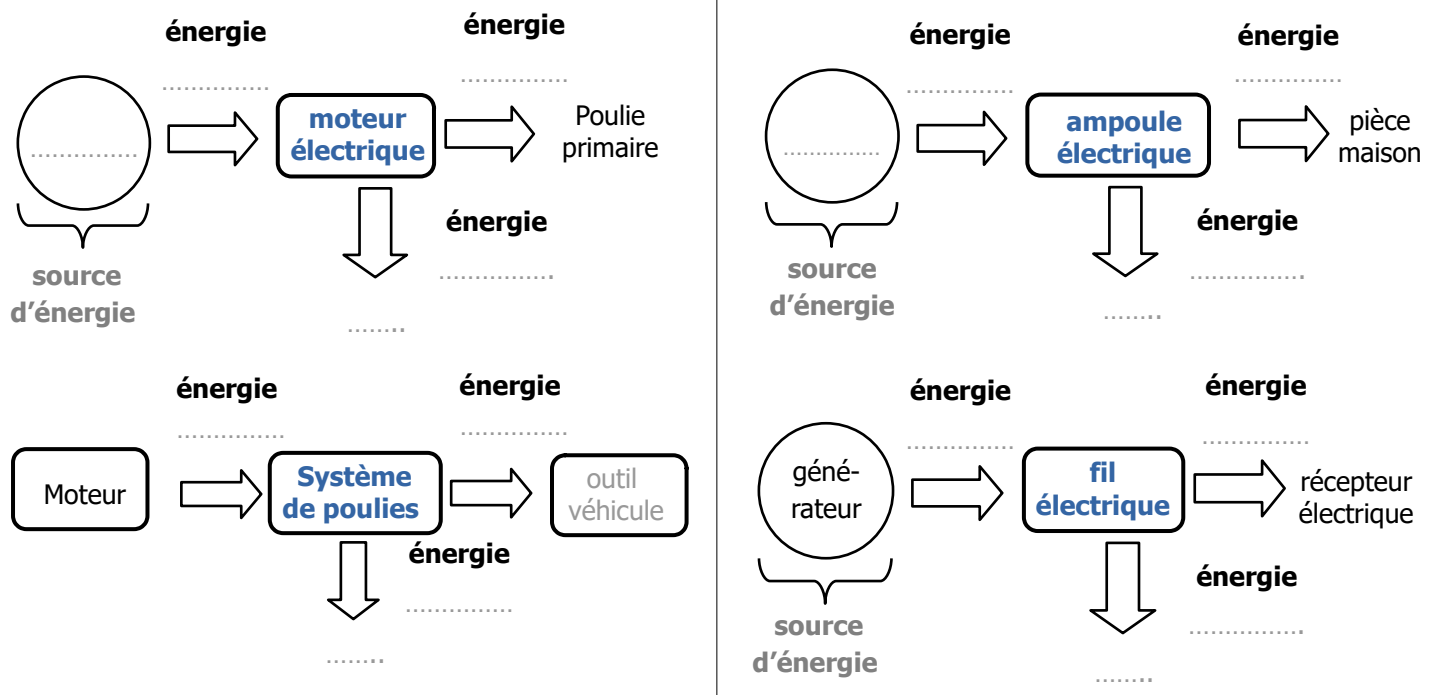 énergie
……………
énergie
……………
……………
moteur
électrique
Poulie
primaire
énergie
…………….
source
d’énergie
……..
énergie
……………
énergie
……………
Moteur
Système
de poulies
outil
véhicule
énergie
……………
……..
énergie
……………
énergie
……………
……………
ampoule
électrique
pièce
maison
énergie
…………….
source
d’énergie
……..
énergie
……………
énergie
……………
géné-
rateur
fil
électrique
récepteur
électrique
énergie
…………….
source
d’énergie
……..